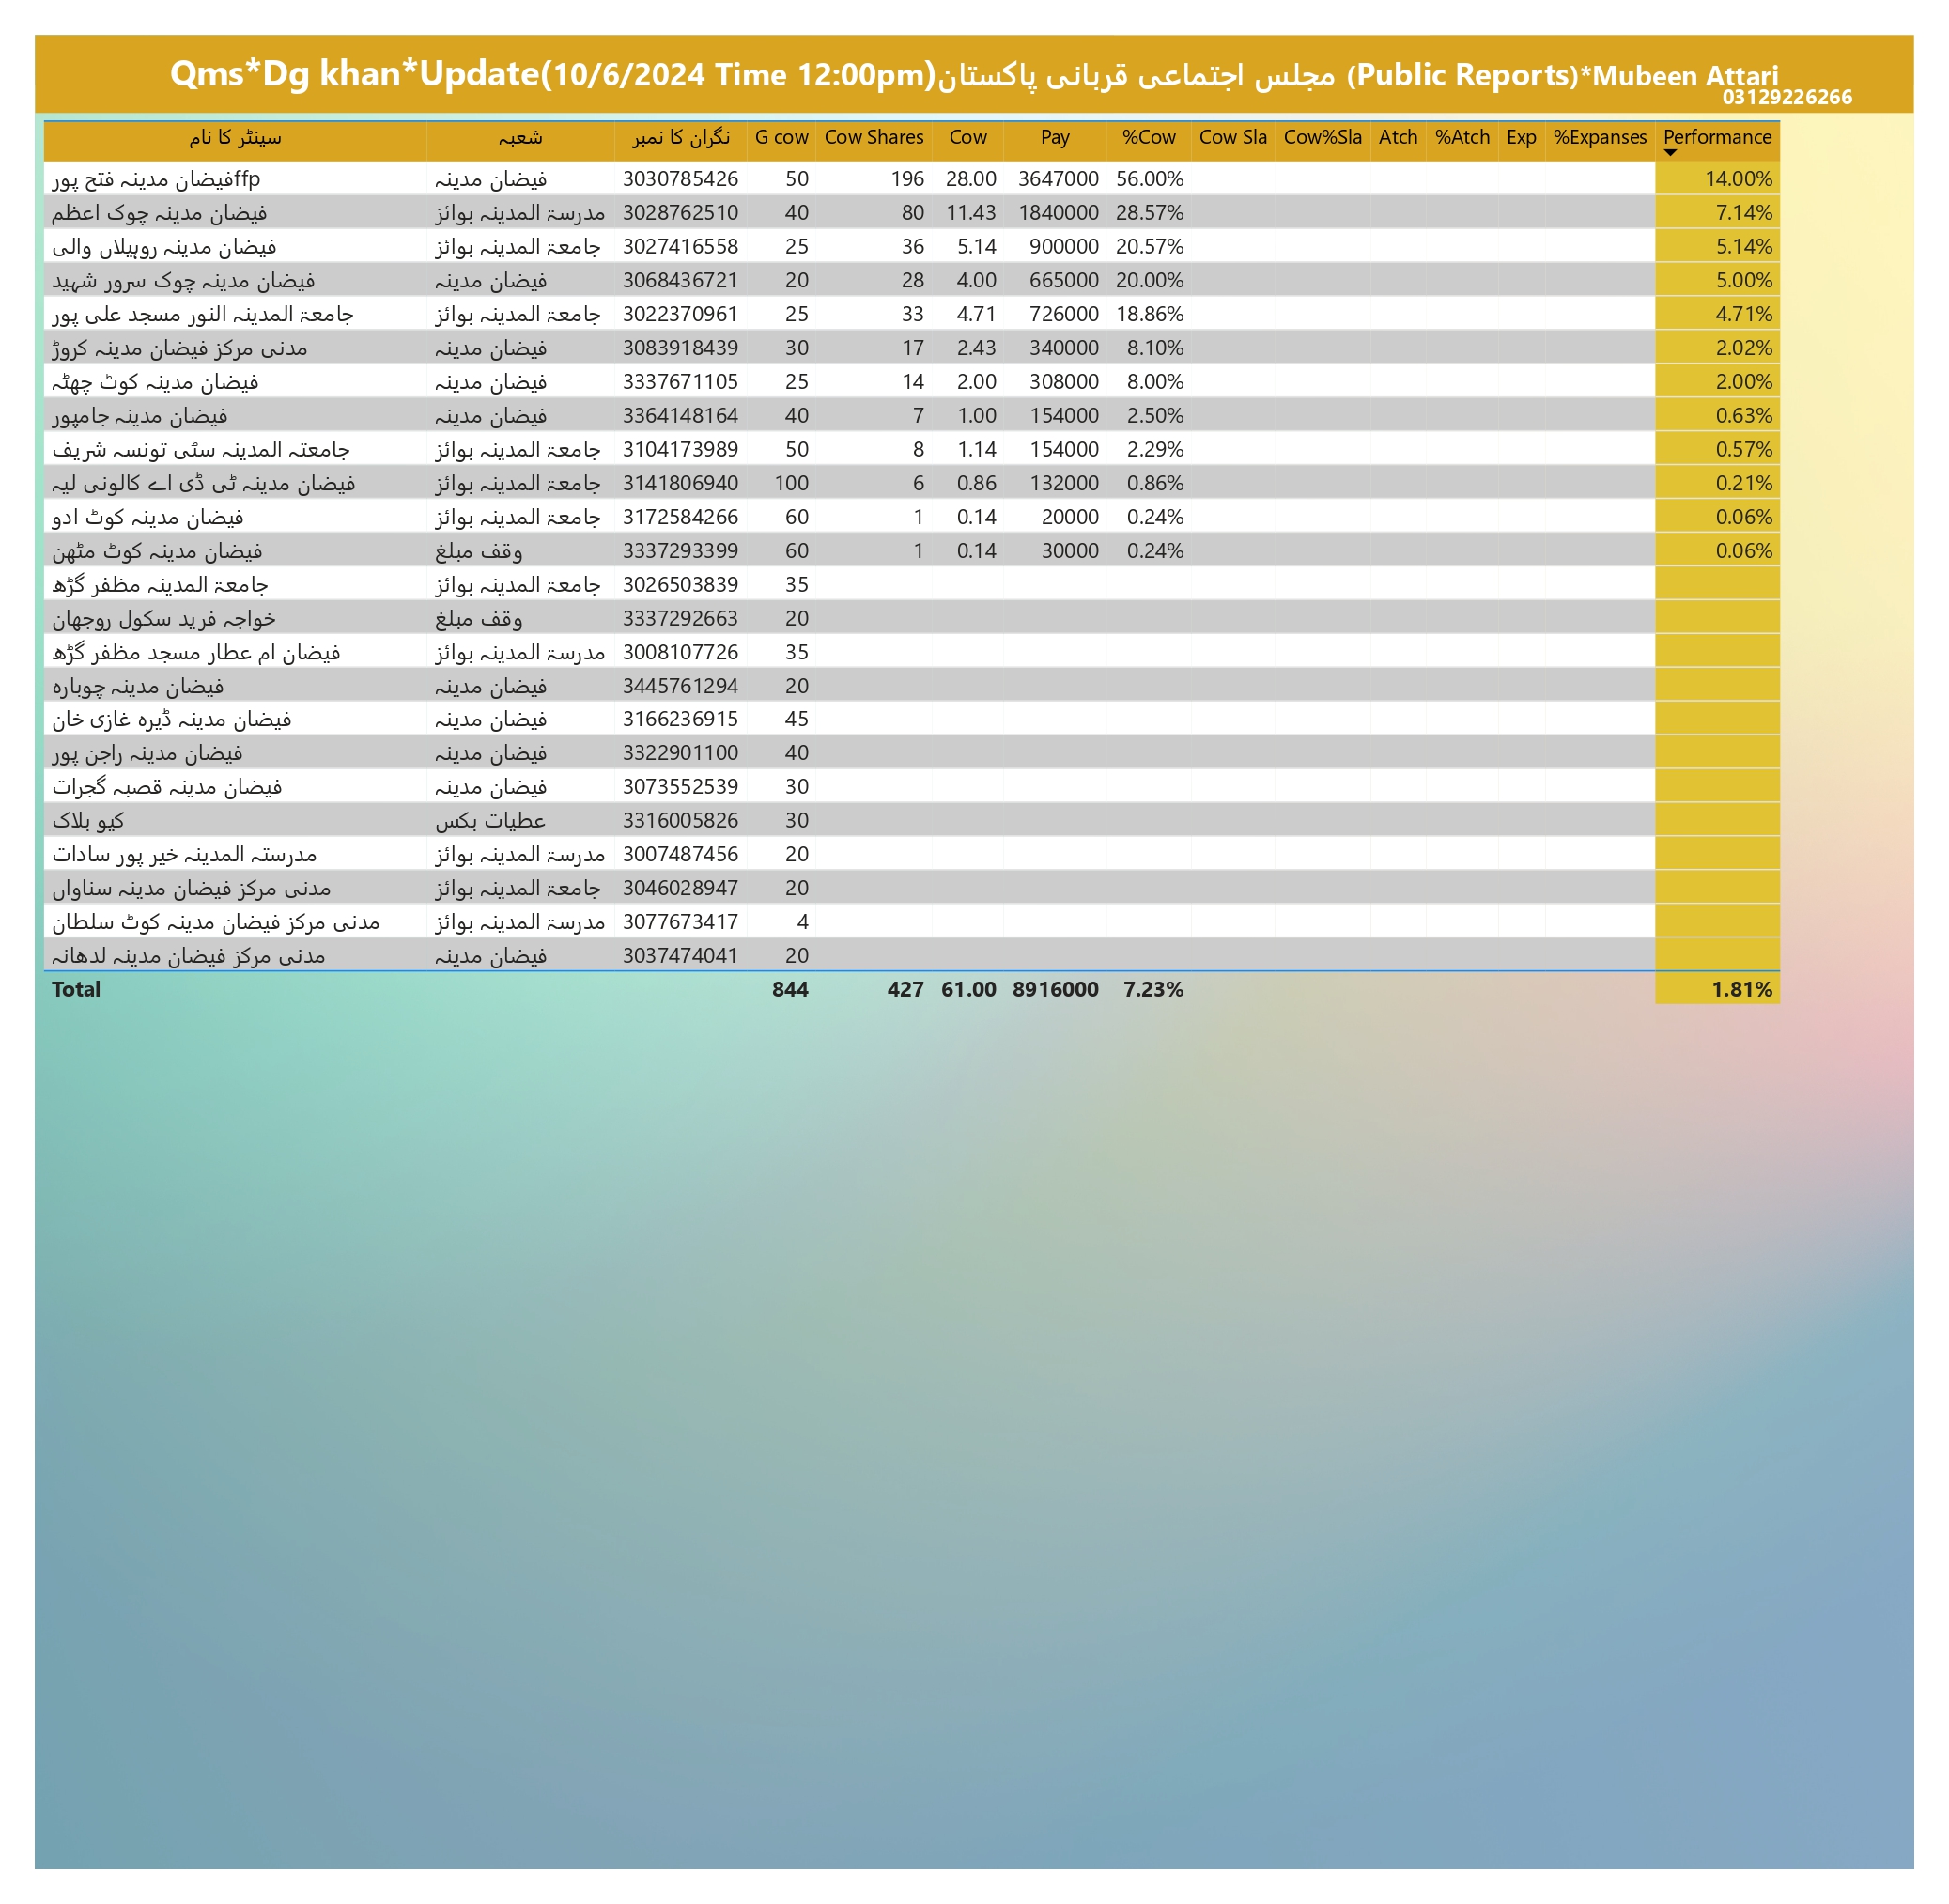 Qms*Dg khan*Update(10/6/2024 Time 12:00pm)مجلس اجتماعی قربانی پاکستان (Public Reports)*Mubeen Attari
03129226266
سینٹر کا نام شعبہ نگران کا نمبر G cow Cow Shares Cow Pay %Cow Cow Sla Cow%Sla Atch %Atch Exp %Expanses Performance
فیضان مدینہ فتح پورffp فیضان مدینہ 3030785426 50 196 28.00 3647000 56.00% 14.00%
فیضان مدینہ چوک اعظم مدرسۃ المدینہ بوائز 3028762510 40 80 11.43 1840000 28.57% 7.14%
فیضان مدینہ روہیلاں والی جامعۃ المدینہ بوائز 3027416558 25 36 5.14 900000 20.57% 5.14%
فیضان مدینہ چوک سرور شہید فیضان مدینہ 3068436721 20 28 4.00 665000 20.00% 5.00%
جامعۃ المدینہ النور مسجد علی پور جامعۃ المدینہ بوائز 3022370961 25 33 4.71 726000 18.86% 4.71%
مدنی مرکز فیضان مدینہ کروڑ فیضان مدینہ 3083918439 30 17 2.43 340000 8.10% 2.02%
فیضان مدینہ کوٹ چھٹہ فیضان مدینہ 3337671105 25 14 2.00 308000 8.00% 2.00%
فیضان مدینہ جامپور فیضان مدینہ 3364148164 40 7 1.00 154000 2.50% 0.63%
جامعتہ المدینہ سٹی تونسہ شریف جامعۃ المدینہ بوائز 3104173989 50 8 1.14 154000 2.29% 0.57%
فیضان مدینہ ٹی ڈی اے کالونی لیہ جامعۃ المدینہ بوائز 3141806940 100 6 0.86 132000 0.86% 0.21%
فیضان مدینہ کوٹ ادو جامعۃ المدینہ بوائز 3172584266 60 1 0.14 20000 0.24% 0.06%
فیضان مدینہ کوٹ مٹھن وقف مبلغ 3337293399 60 1 0.14 30000 0.24% 0.06%
جامعۃ المدینہ مظفر گڑھ جامعۃ المدینہ بوائز 3026503839 35
خواجہ فرید سکول روجھان وقف مبلغ 3337292663 20
فیضان ام عطار مسجد مظفر گڑھ مدرسۃ المدینہ بوائز 3008107726 35
فیضان مدینہ چوبارہ فیضان مدینہ 3445761294 20
فیضان مدینہ ڈیرہ غازی خان فیضان مدینہ 3166236915 45
فیضان مدینہ راجن پور فیضان مدینہ 3322901100 40
فیضان مدینہ قصبہ گجرات فیضان مدینہ 3073552539 30
کیو بلاک عطیات بکس 3316005826 30
مدرستہ المدینہ خیر پور سادات مدرسۃ المدینہ بوائز 3007487456 20
مدنی مرکز فیضان مدینہ سناواں جامعۃ المدینہ بوائز 3046028947 20
مدنی مرکز فیضان مدینہ کوٹ سلطان مدرسۃ المدینہ بوائز 3077673417 4
مدنی مرکز فیضان مدینہ لدھانہ فیضان مدینہ 3037474041 20
Total 844 427 61.00 8916000 7.23% 1.81%